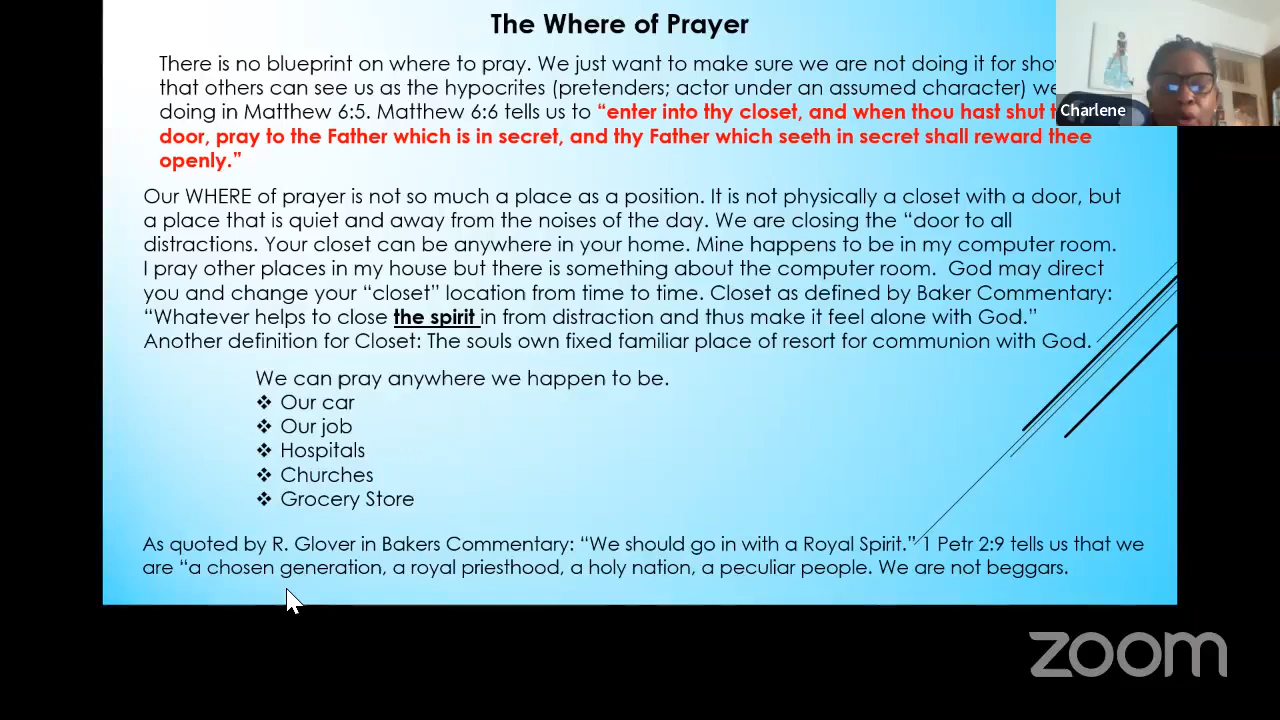 The Where of Prayer
There is no blueprint on where to pray. We just want to make sure we are not doing it for show
that others can see us as the hypocrites (pretenders; actor under an assumed character) we
doing in Matthew 6:5. Matthew 6:6 tells us to “enter into thy closet, and when thou hast shut
door, pray to the Father which is in secret, and thy Father which seeth in secret shall reward thee
openly.”
Charlene
Our WHERE of prayer is not so much a place as a position. It is not physically a closet with a door, but
a place that is quiet and away from the noises of the day. We are closing the “door to all
distractions. Your closet can be anywhere in your home. Mine happens to be in my computer room.
I pray other places in my house but there is something about the computer room. God may direct
you and change your “closet” location from time to time. Closet as defined by Baker Commentary:
“Whatever helps to close the spirit in from distraction and thus make it feel alone with God.”
Another definition for Closet: The souls own fixed familiar place of resort for communion with God.
We can pray anywhere we happen to be.
❖ Our car
❖ Our job
❖ Hospitals
❖ Churches
❖ Grocery Store
As quoted by R. Glover in Bakers Commentary: “We should go in with a Royal Spirit.” 1 Petr 2:9 tells us that we
are “a chosen generation, a royal priesthood, a holy nation, a peculiar people. We are not beggars.
zoom